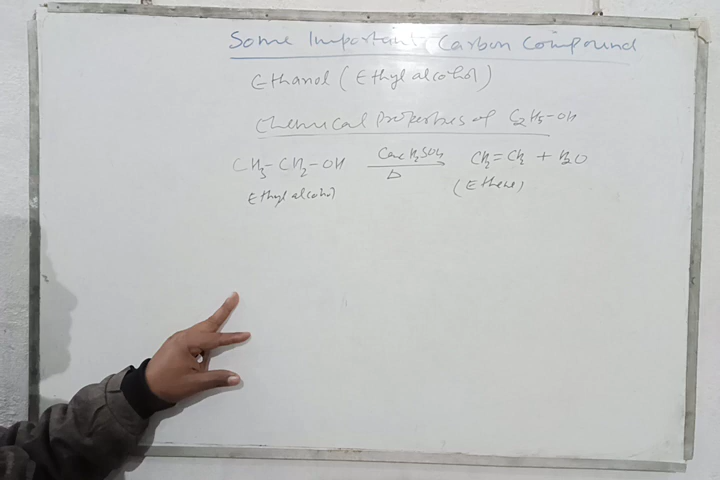 Some Important Carbon Compound
Ethanol (Ethyl alcohol)
Chemical Properties of C2H5-OH
CH3-CH2-OH Conc H2SO4 Δ CH2=CH2 + H2O
Ethyl alcohol (Ethene)